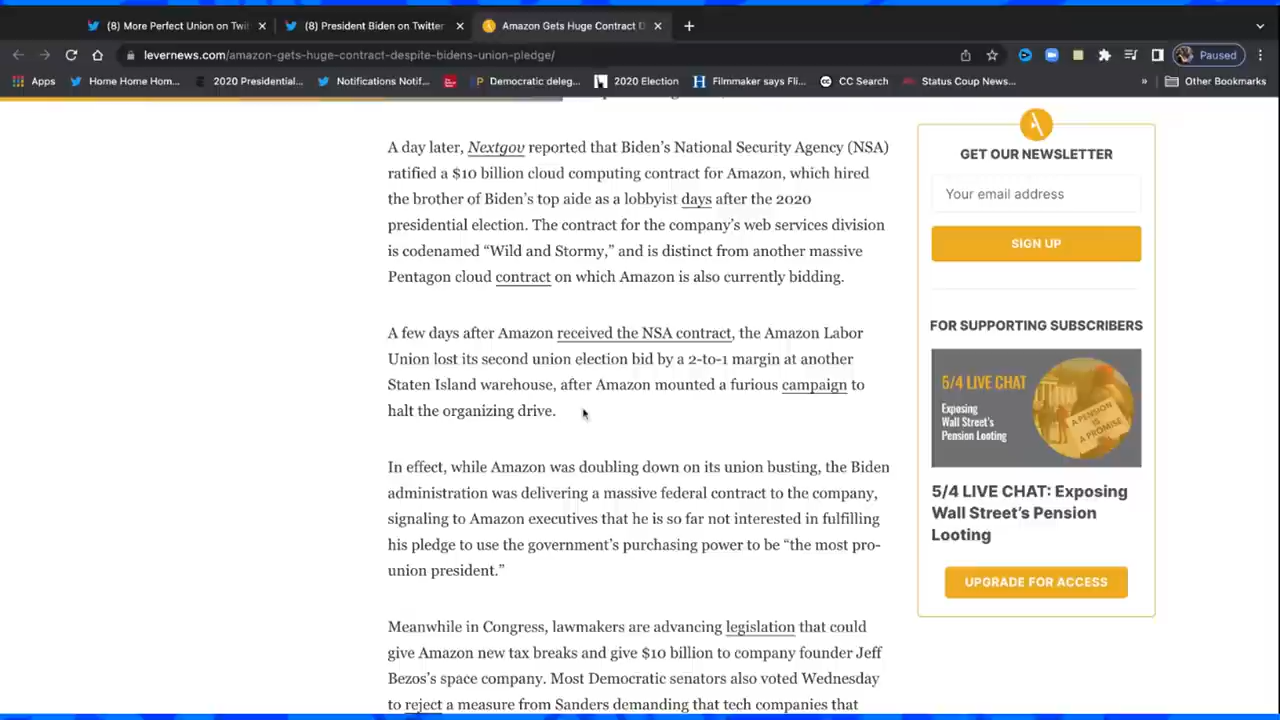 (8) More Perfect Union on Twit
(8) President Biden on Twitter
Amazon Gets Huge Contract D
levernews.com/amazon-gets-huge-contract-despite-bidens-union-pledge/
Paused
Apps
Home Home Hom...
2020 Presidential...
Notifications Notif...
Democratic deleg...
2020 Election
Filmmaker says Fli...
CC Search
Status Coup News...
»
Other Bookmarks
A day later, Nextgov reported that Biden's National Security Agency (NSA)
ratified a $10 billion cloud computing contract for Amazon, which hired
the brother of Biden's top aide as a lobbyist days after the 2020
presidential election. The contract for the company's web services division
is codenamed “Wild and Stormy,” and is distinct from another massive
Pentagon cloud contract on which Amazon is also currently bidding.
A few days after Amazon received the NSA contract, the Amazon Labor
Union lost its second union election bid by a 2-to-1 margin at another
Staten Island warehouse, after Amazon mounted a furious campaign to
halt the organizing drive.
In effect, while Amazon was doubling down on its union busting, the Biden
administration was delivering a massive federal contract to the company,
signaling to Amazon executives that he is so far not interested in fulfilling
his pledge to use the government's purchasing power to be “the most pro-
union president.”
Meanwhile in Congress, lawmakers are advancing legislation that could
give Amazon new tax breaks and give $10 billion to company founder Jeff
Bezos's space company. Most Democratic senators also voted Wednesday
to reject a measure from Sanders demanding that tech companies that
GET OUR NEWSLETTER
Your email address
SIGN UP
FOR SUPPORTING SUBSCRIBERS
5/4 LIVE CHAT
Exposing
Wall Street's
Pension Looting
A PENSION
IS A
PROMISE
5/4 LIVE CHAT: Exposing
Wall Street's Pension
Looting
UPGRADE FOR ACCESS